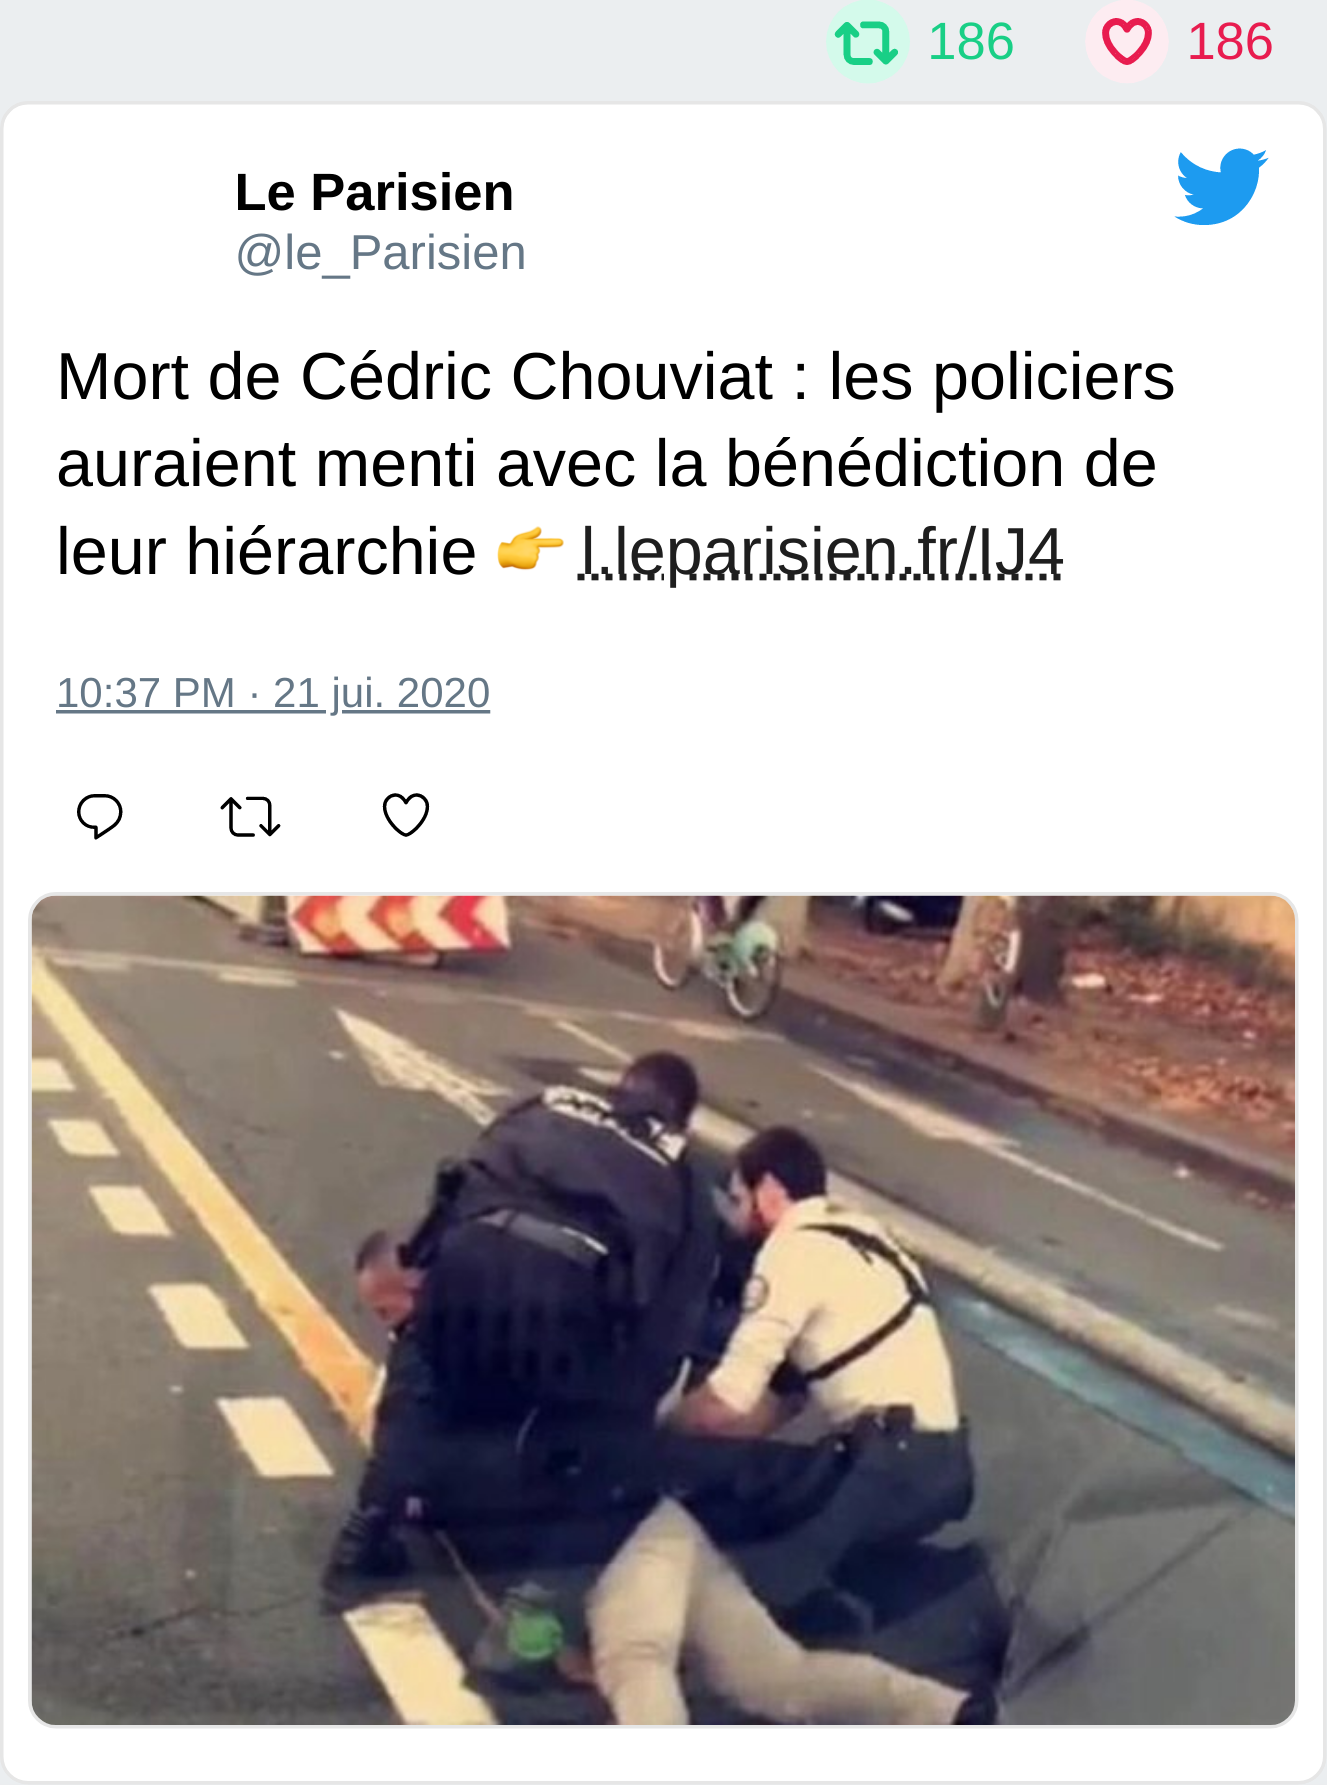 186 186
Le Parisien
@le_Parisien
Mort de Cédric Chouviat : les policiers
auraient menti avec la bénédiction de
leur hiérarchie 👉 l.leparisien.fr/IJ4
10:37 PM · 21 jui. 2020